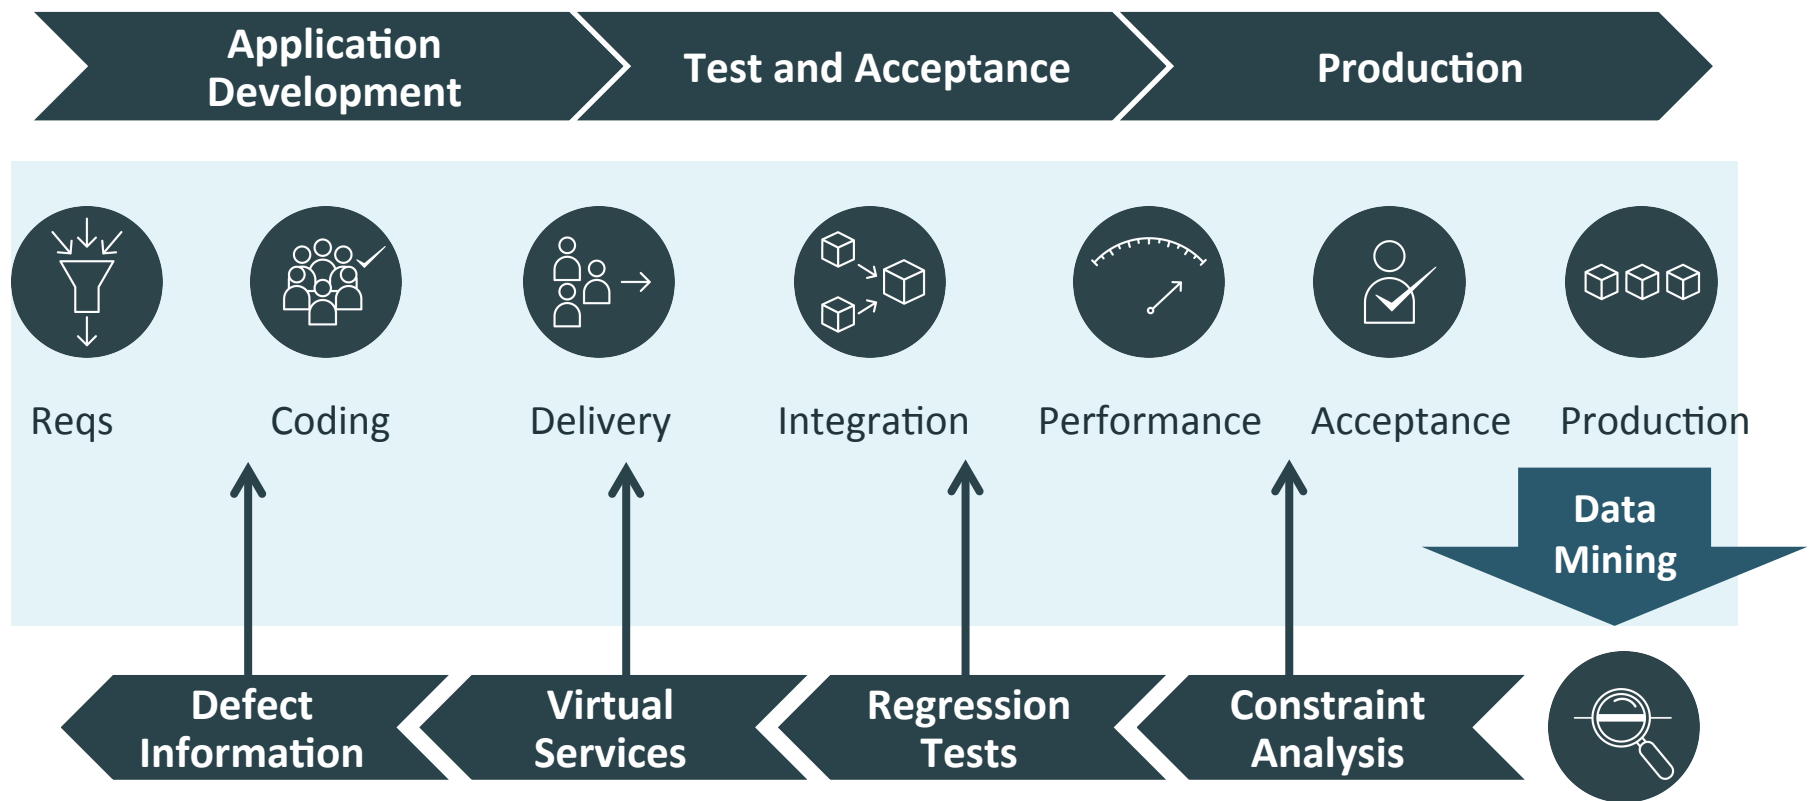 Application
Development
Test and Acceptance
Production
Reqs
Coding
Delivery
Integration
Performance
Acceptance
Production
Data
Mining
Defect
Information
Virtual
Services
Regression
Tests
Constraint
Analysis